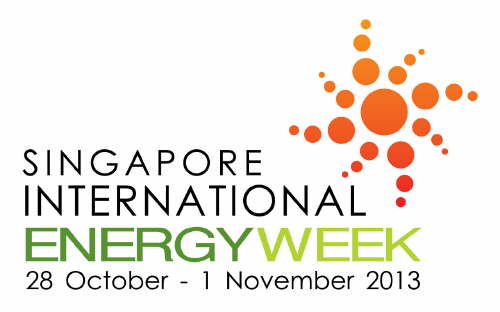 SINGAPORE
INTERNATIONAL
ENERGYWEEK
28 October - 1 November 2013